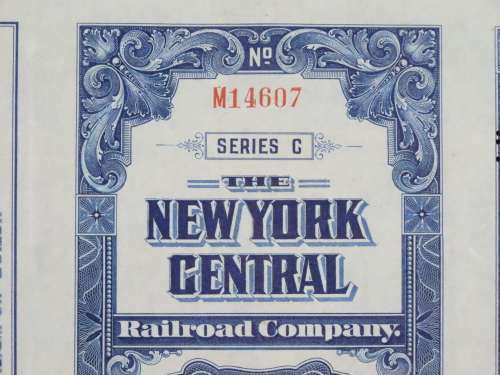 No
M14607
SERIES C
THE
NEW YORK
CENTRAL
Railroad Company.